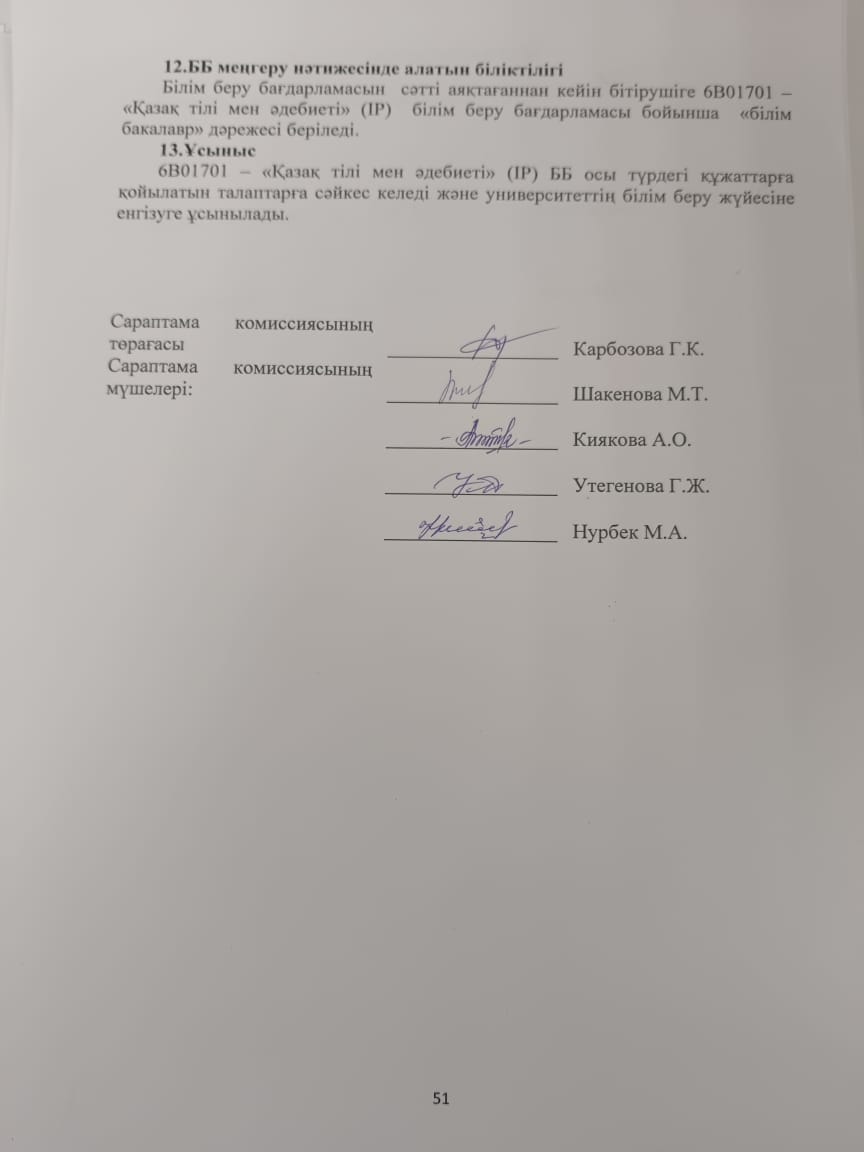 12.ББ меңгеру нәтижесінде алатын біліктілігі
Білім беру бағдарламасын сәтті аяқтағаннан кейін бітірушіге 6В01701 –
«Қазақ тілі мен әдебиеті» (IP) білім беру бағдарламасы бойынша «білім
бакалавр» дәрежесі беріледі.
13.Ұсыныс
6В01701 – «Қазақ тілі мен әдебиеті» (IP) ББ осы түрдегі құжаттарға
қойылатын талаптарға сәйкес келеді және университеттің білім беру жүйесіне
енгізуге ұсынылады.
Сараптама комиссиясының
төрағасы
Карбозова Г.К.
Сараптама комиссиясының
мүшелері:
Шакенова М.Т.
Киякова А.О.
Утегенова Г.Ж.
Нурбек М.А.
51